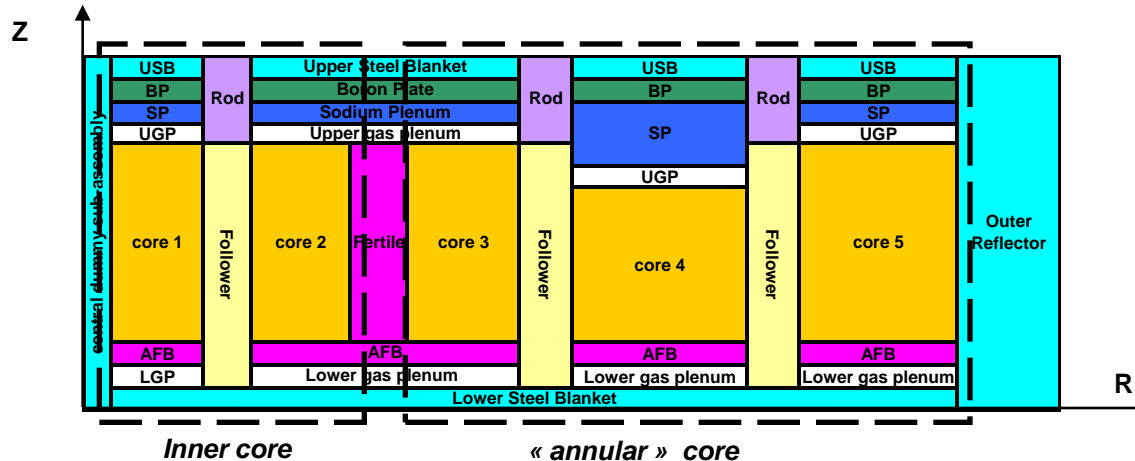 Z
USB
Upper Steel Blanket
USB
USB
BP
Rod
Boron Plate
Rod
BP
Rod
BP
SP
Sodium Plenum
SP
SP
UGP
Upper gas plenum
UGP
UGP
central dummy sub-assembly
core 1
Follower
core 2
Fertile
core 3
Follower
core 4
Follower
core 5
Outer
Reflector
AFB
AFB
AFB
AFB
LGP
Lower gas plenum
Lower gas plenum
Lower gas plenum
Lower Steel Blanket
R
Inner core
« annular » core